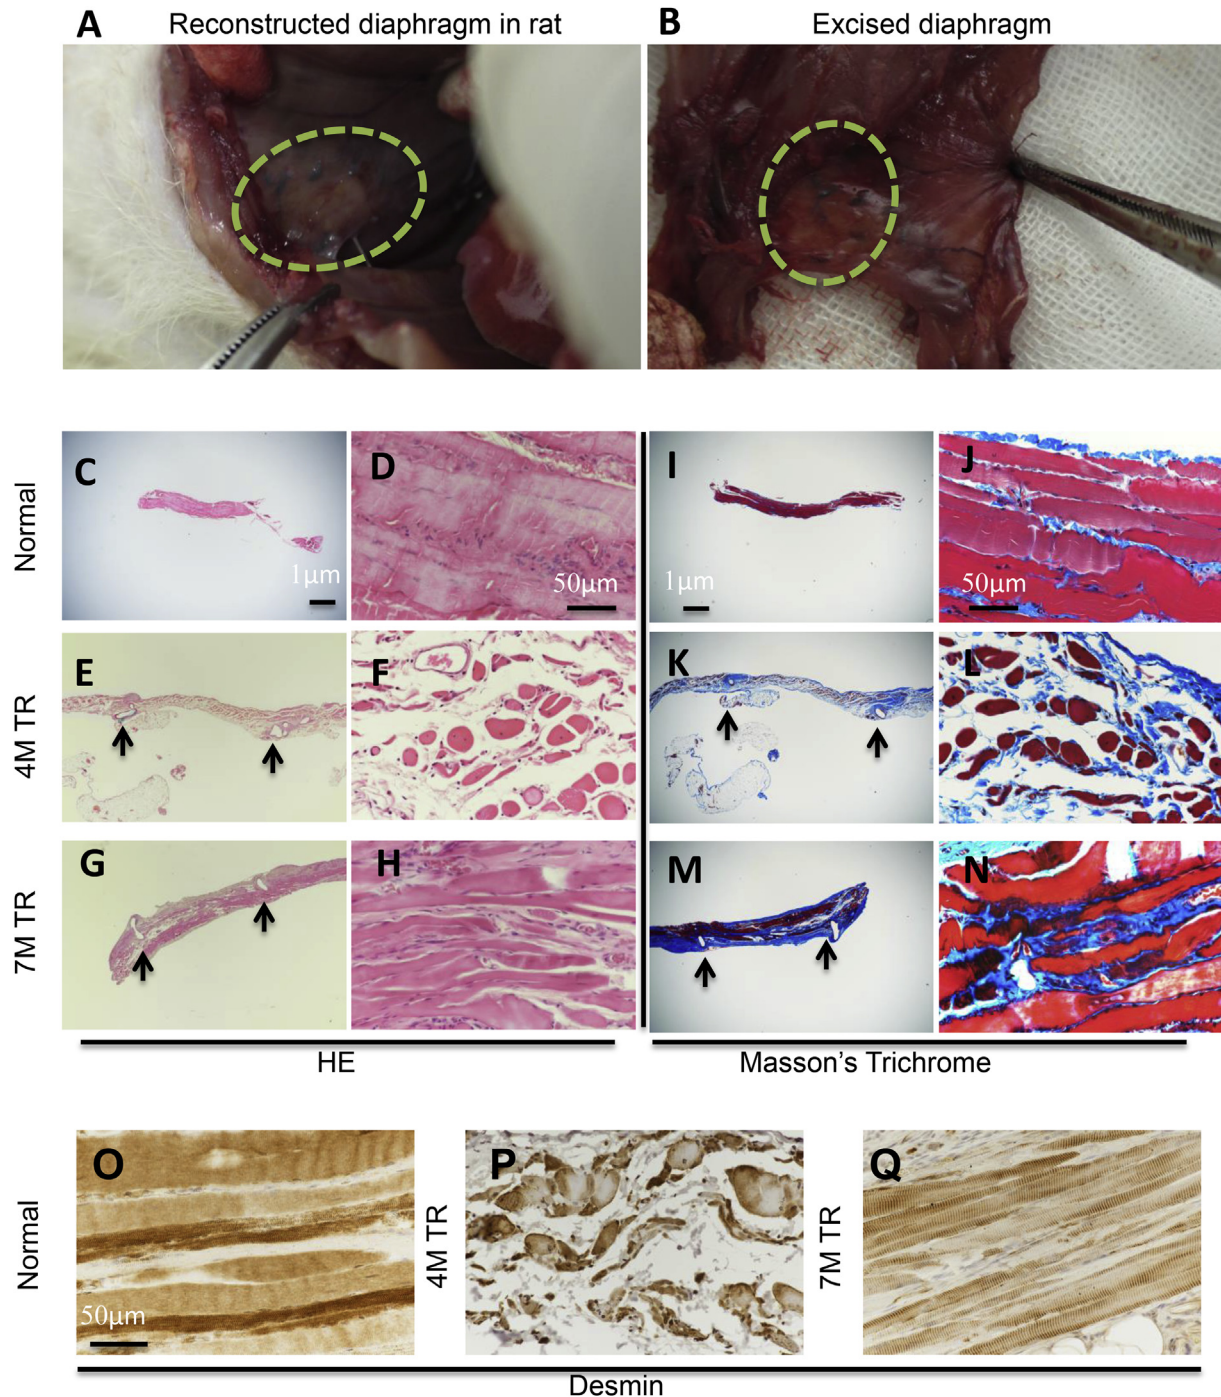 A Reconstructed diaphragm in rat
B Excised diaphragm
Normal
C
1μm
D
50μm
I
1μm
J
50μm
4M TR
E
F
K
L
7M TR
G
H
M
N
HE
Masson's Trichrome
Normal
O
50μm
4M TR
P
7M TR
Q
Desmin